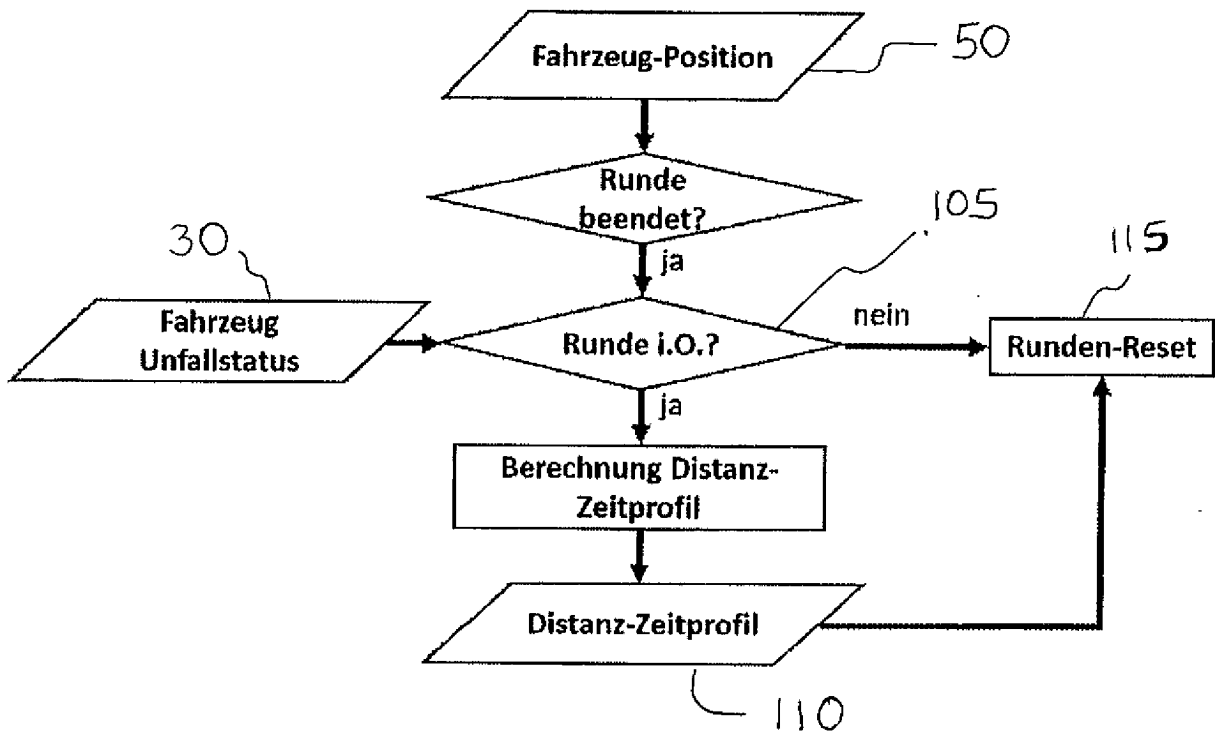 Fahrzeug-Position
50
Runde
beendet?
ja
105
30
115
Fahrzeug
Unfallstatus
Runde i.O.?
nein
Runden-Reset
ja
Berechnung Distanz-
Zeitprofil
Distanz-Zeitprofil
110